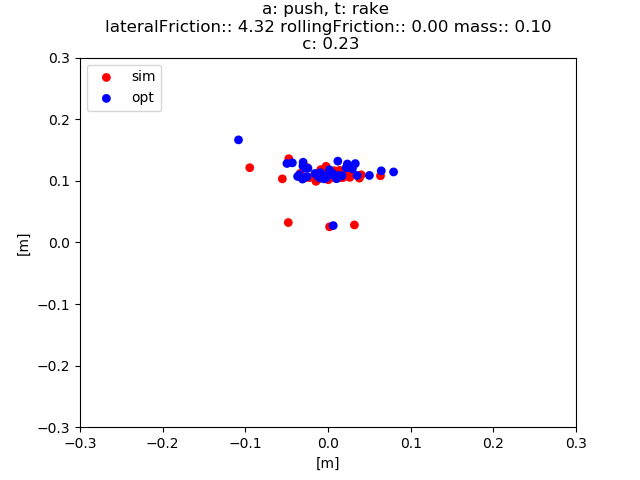 a: push, t: rake
lateralFriction:: 4.32 rollingFriction:: 0.00 mass:: 0.10
c: 0.23
sim
opt
0.3
0.2
0.1
0.0
−0.1
−0.2
−0.3
[m]
−0.3 −0.2 −0.1 0.0 0.1 0.2 0.3
[m]